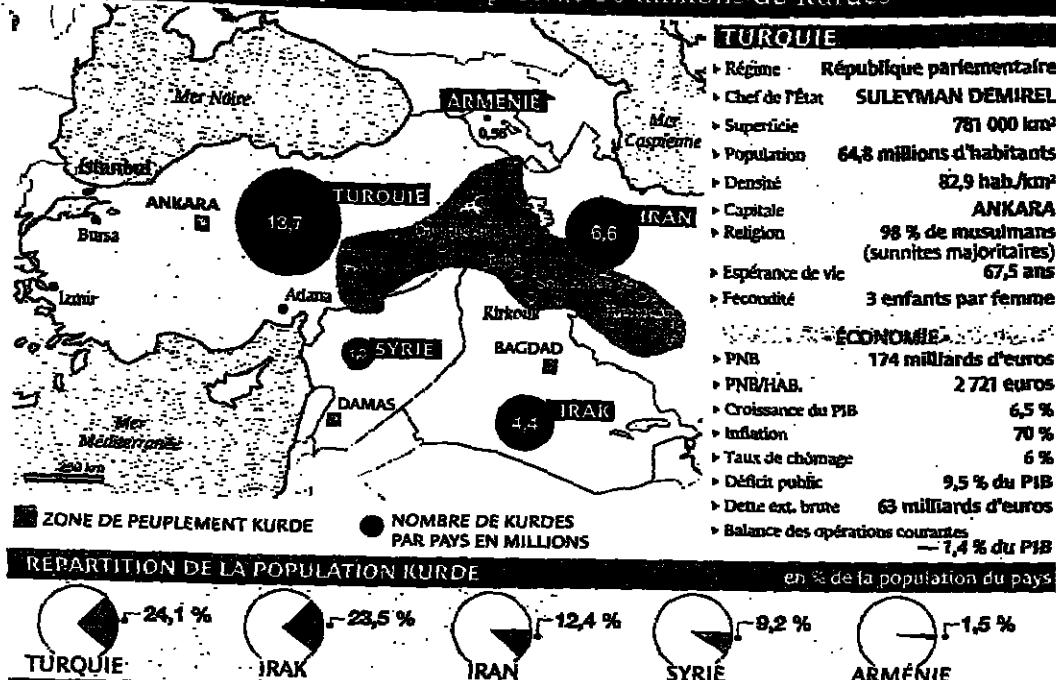 millions de Kurdes
Mer Noire
ARMÉNIE
0,56
Mer
Caspienne
Istanbul
ANKARA
Bursa
TURQUIE
13,7
IRAN
6,6
Izmir
Adana
Kirkouk
SYRIE
BAGDAD
DAMAS
IRAK
4,4
Mer
Méditerranée
250 km
ZONE DE PEUPLEMENT KURDE
NOMBRE DE KURDES
PAR PAYS EN MILLIONS
TURQUIE
▸ Régime République parlementaire
▸ Chef de l'État SULEYMAN DEMIREL
▸ Superficie 781 000 km²
▸ Population 64,8 millions d'habitants
▸ Densité 82,9 hab./km²
▸ Capitale ANKARA
▸ Religion 98 % de musulmans
(sunnites majoritaires)
▸ Espérance de vie 67,5 ans
▸ Fécondité 3 enfants par femme
ÉCONOMIE
▸ PNB 174 milliards d'euros
▸ PNB/HAB. 2 721 euros
▸ Croissance du PIB 6,5 %
▸ Inflation 70 %
▸ Taux de chômage 6 %
▸ Déficit public 9,5 % du PIB
▸ Dette ext. brute 63 milliards d'euros
▸ Balance des opérations courantes
— 1,4 % du PIB
RÉPARTITION DE LA POPULATION KURDE en % de la population du pays
24,1 % 23,5 % 12,4 % 9,2 % 1,5 %
TURQUIE IRAK IRAN SYRIE ARMÉNIE